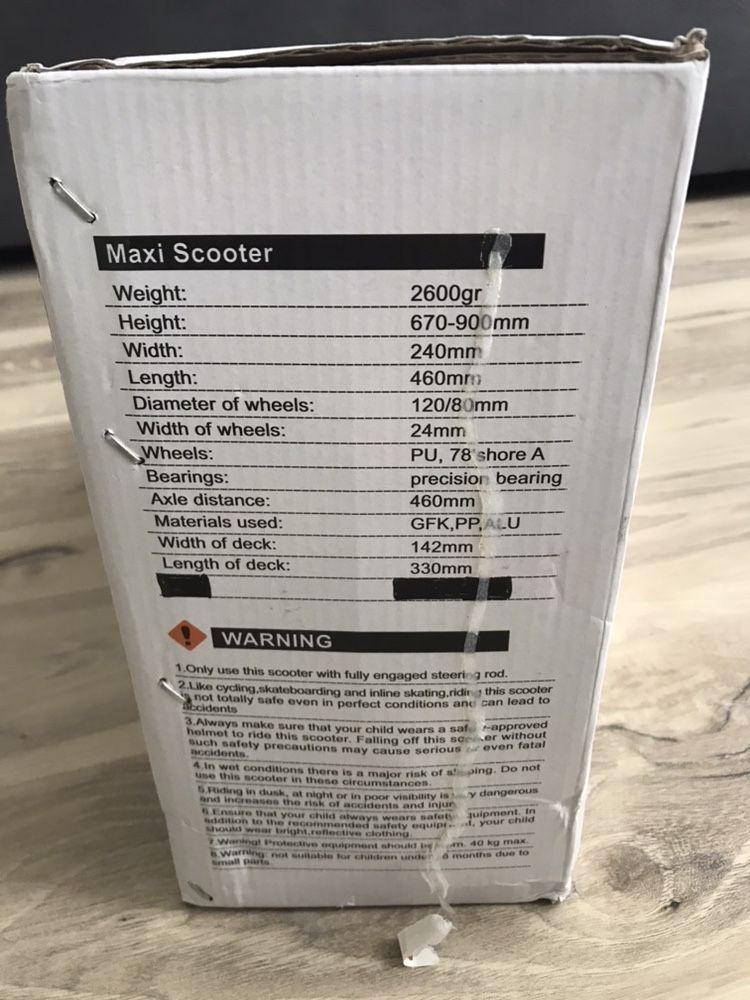 Maxi Scooter
Weight: 2600gr
Height: 670-900mm
Width: 240mm
Length: 460mm
Diameter of wheels: 120/80mm
Width of wheels: 24mm
Wheels: PU, 78°shore A
Bearings: precision bearing
Axle distance: 460mm
Materials used: GFK,PP,ALU
Width of deck: 142mm
Length of deck: 330mm
WARNING
1.Only use this scooter with fully engaged steering rod.
2.Like cycling,skateboarding and inline skating,riding this scooter
is not totally safe even in perfect conditions and can lead to
accidents
3.Always make sure that your child wears a safety-approved
helmet to ride this scooter. Falling off this scooter without
such safety precautions may cause serious or even fatal
accidents.
4.In wet conditions there is a major risk of slipping. Do not
use this scooter in these circumstances.
5.Riding in dusk, at night or in poor visibility is very dangerous
and increases the risk of accidents and injury
6.Ensure that your child always wears safety equipment. In
addition to the recommended safety equipment, your child
should wear bright,reflective clothing.
7.Waning! Protective equipment should be 40 kg max.
8.Warning: not suitable for children under months due to
small parts